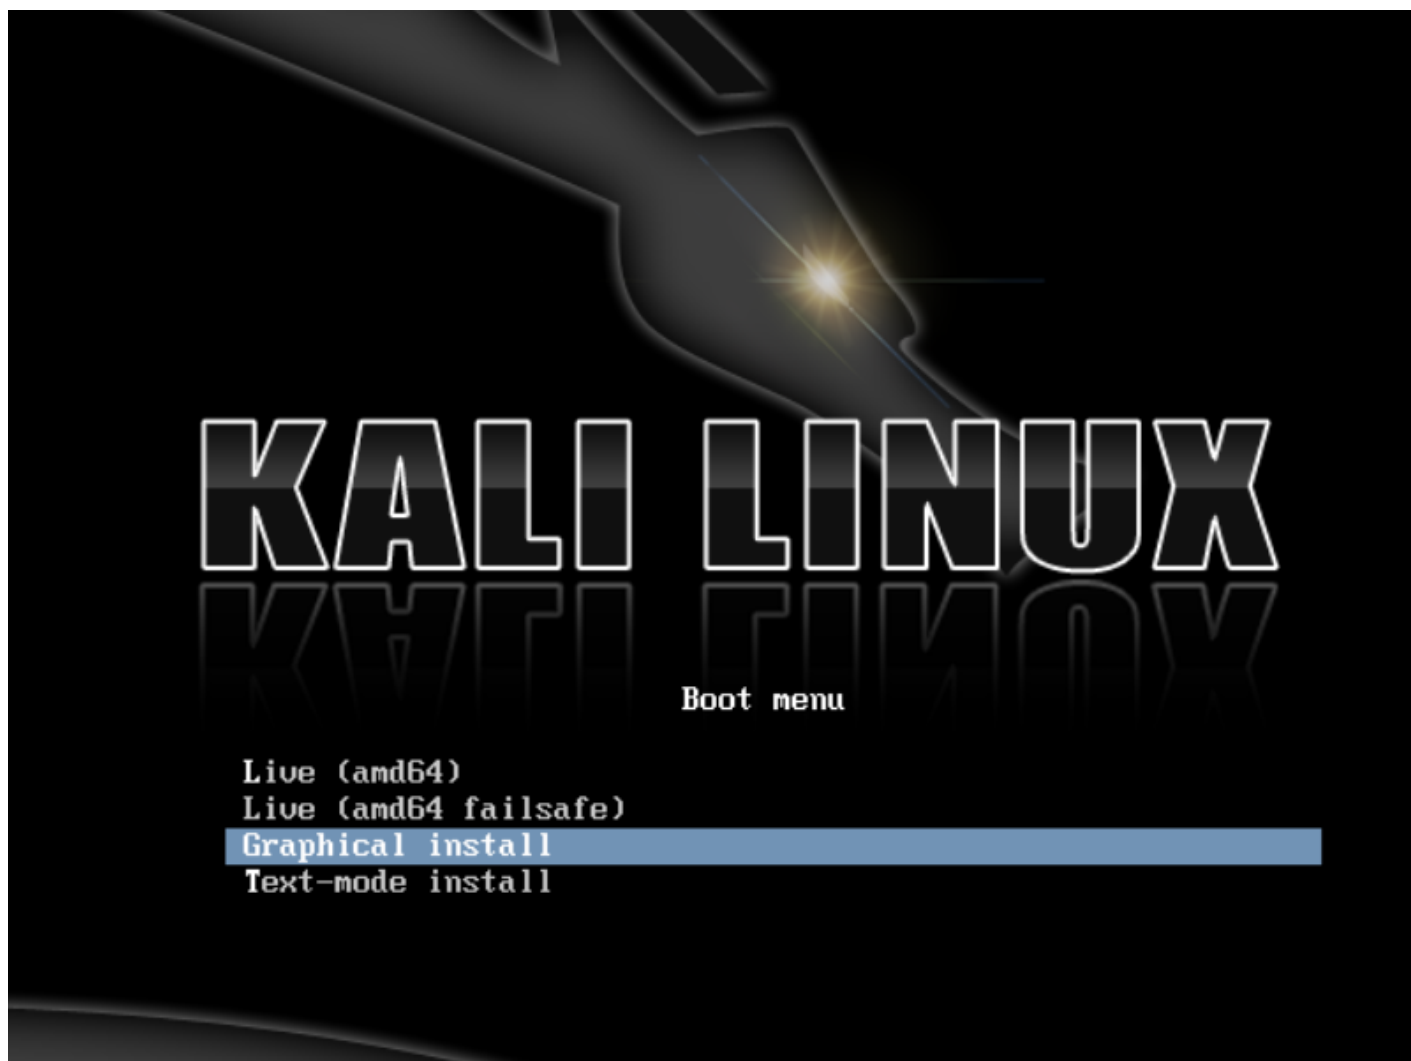 KALI LINUX
Boot menu
Live (amd64)
Live (amd64 failsafe)
Graphical install
Text-mode install